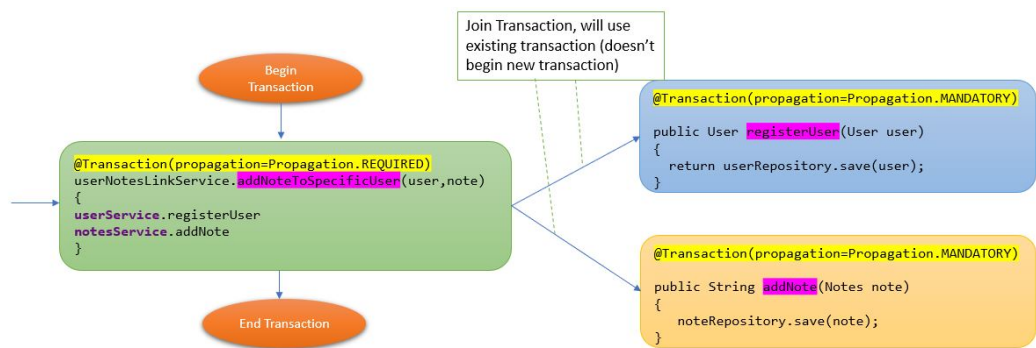 Join Transaction, will use
existing transaction (doesn't
begin new transaction)
Begin
Transaction
@Transaction(propagation=Propagation.REQUIRED)
userNotesLinkService.addNoteToSpecificUser(user,note)
{
userService.registerUser
notesService.addNote
}
End Transaction
@Transaction(propagation=Propagation.MANDATORY)
public User registerUser(User user)
{
return userRepository.save(user);
}
@Transaction(propagation=Propagation.MANDATORY)
public String addNote(Notes note)
{
noteRepository.save(note);
}